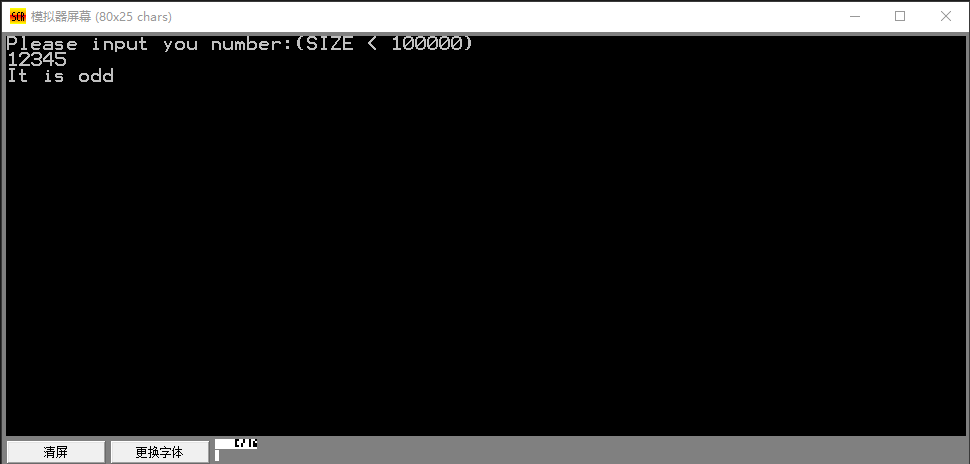 模拟器屏幕 (80x25 chars)
Please input you number:(SIZE < 100000)
12345
It is odd
清屏
更换字体